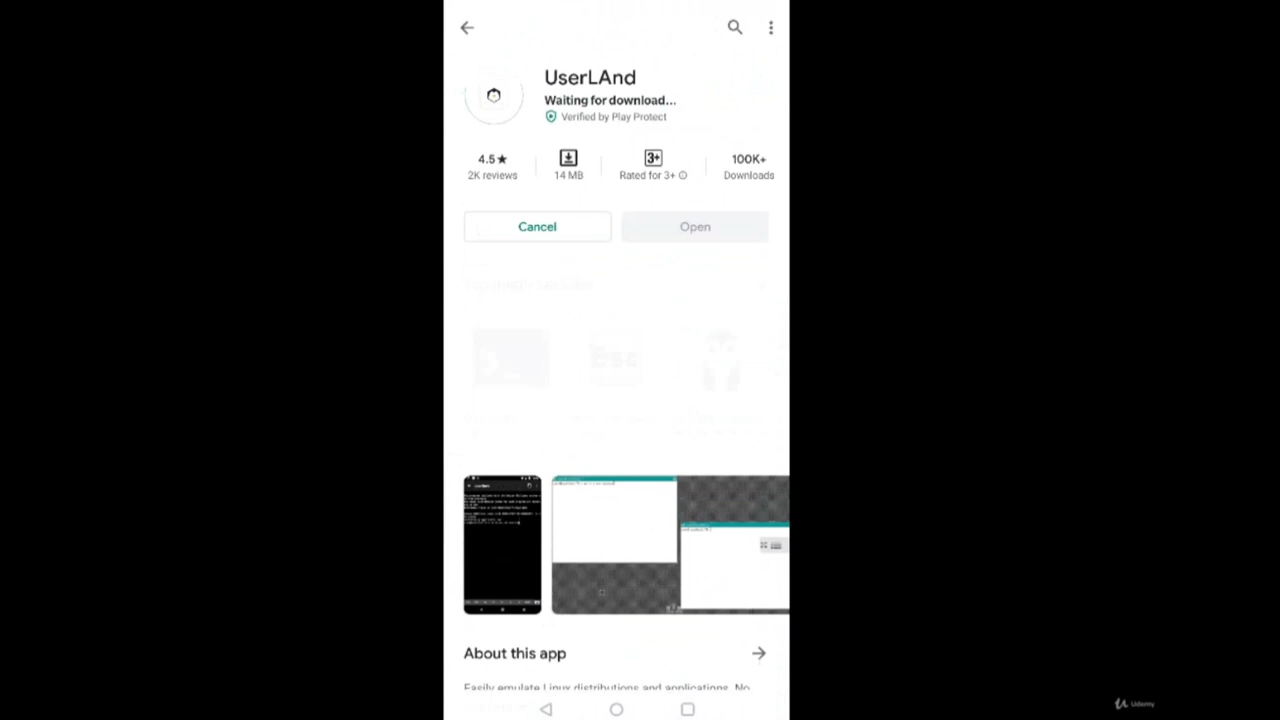 UserLAnd
Waiting for download...
Verified by Play Protect
4.5★
2K reviews
14 MB
3+
Rated for 3+
100K+
Downloads
Cancel
Open
About this app
Easily emulate Linux distributions and applications. No
Udemy